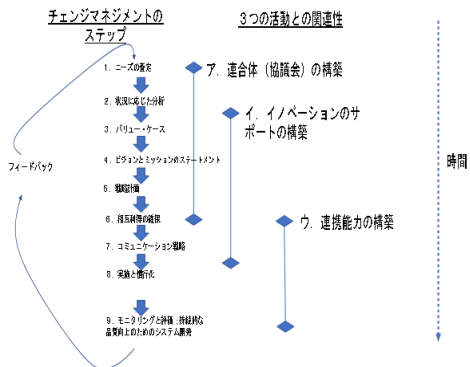 チェンジマネジメントの
ステップ
３つの活動との関連性
1. ニーズの査定
2. 状況に応じた分析
3. バリュー・ケース
4. ビジョンとミッションのステートメント
5. 戦略計画
6. 相互利得の確保
7. コミュニケーション戦略
8. 実施と慣行化
9. モニタリングと評価：持続的な
品質向上のためのシステム開発
フィードバック
ア. 連合体（協議会）の構築
イ. イノベーションのサ
ポートの構築
ウ. 連携能力の構築
時間